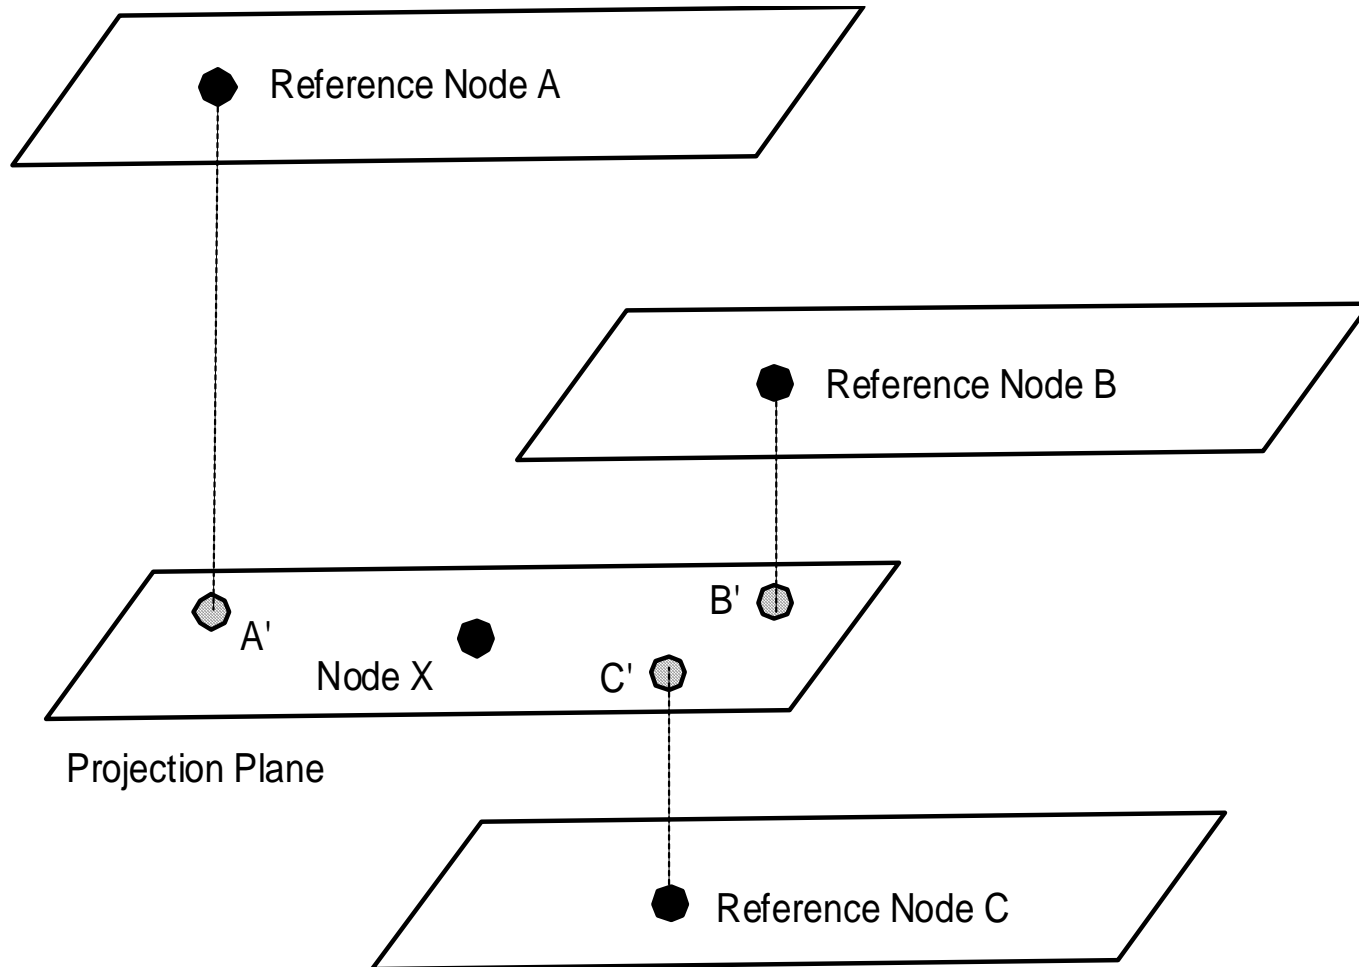 Reference Node A
Reference Node B
B'
A'
Node X
C'
Projection Plane
Reference Node C